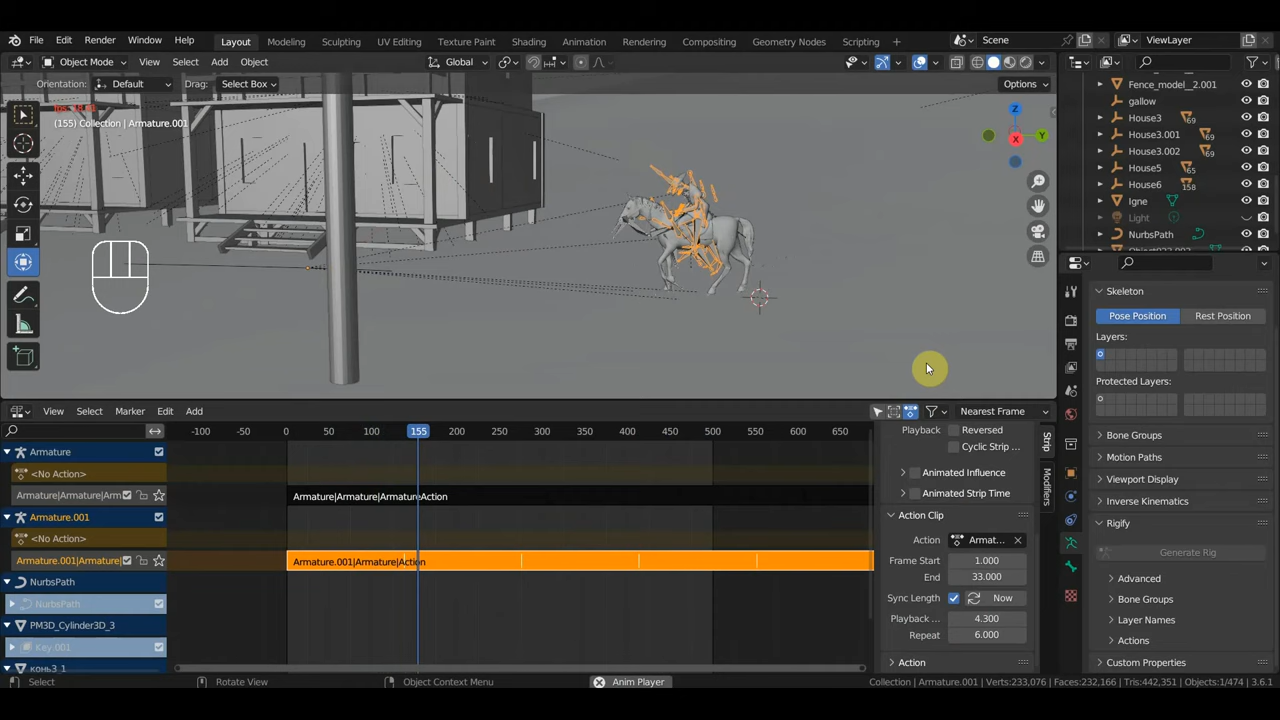 File Edit Render Window Help Layout Modeling Sculpting UV Editing Texture Paint Shading Animation Rendering Compositing Geometry Nodes Scripting + Scene ViewLayer
Object Mode View Select Add Object Global
Orientation: Default Drag: Select Box Options
(155) Collection | Armature.001
Z
Y
X
Fence_model__2.001
gallow
House3 69
House3.001 69
House3.002 69
House5 65
House6 158
Igne
Light
NurbsPath
Skeleton
Pose Position Rest Position
Layers:
Protected Layers:
Bone Groups
Motion Paths
Viewport Display
Inverse Kinematics
Rigify
Generate Rig
Advanced
Bone Groups
Layer Names
Actions
Custom Properties
View Select Marker Edit Add Nearest Frame
-100 -50 0 50 100 155 200 250 300 350 400 450 500 550 600 650
Armature
<No Action>
Armature|Armature|Arm
Armature|Armature|ArmatureAction
Armature.001
<No Action>
Armature.001|Armature|
Armature.001|Armature|Action
NurbsPath
NurbsPath
PM3D_Cylinder3D_3
Key.001
конь3_1
Playback Reversed
Cyclic Strip ...
Animated Influence
Animated Strip Time
Action Clip
Action Armat...
Frame Start 1.000
End 33.000
Sync Length Now
Playback ... 4.300
Repeat 6.000
Action
Strip
Modifiers
Select Rotate View Object Context Menu Anim Player Collection | Armature.001 | Verts:233,076 | Faces:232,166 | Tris:442,351 | Objects:1/474 | 3.6.1